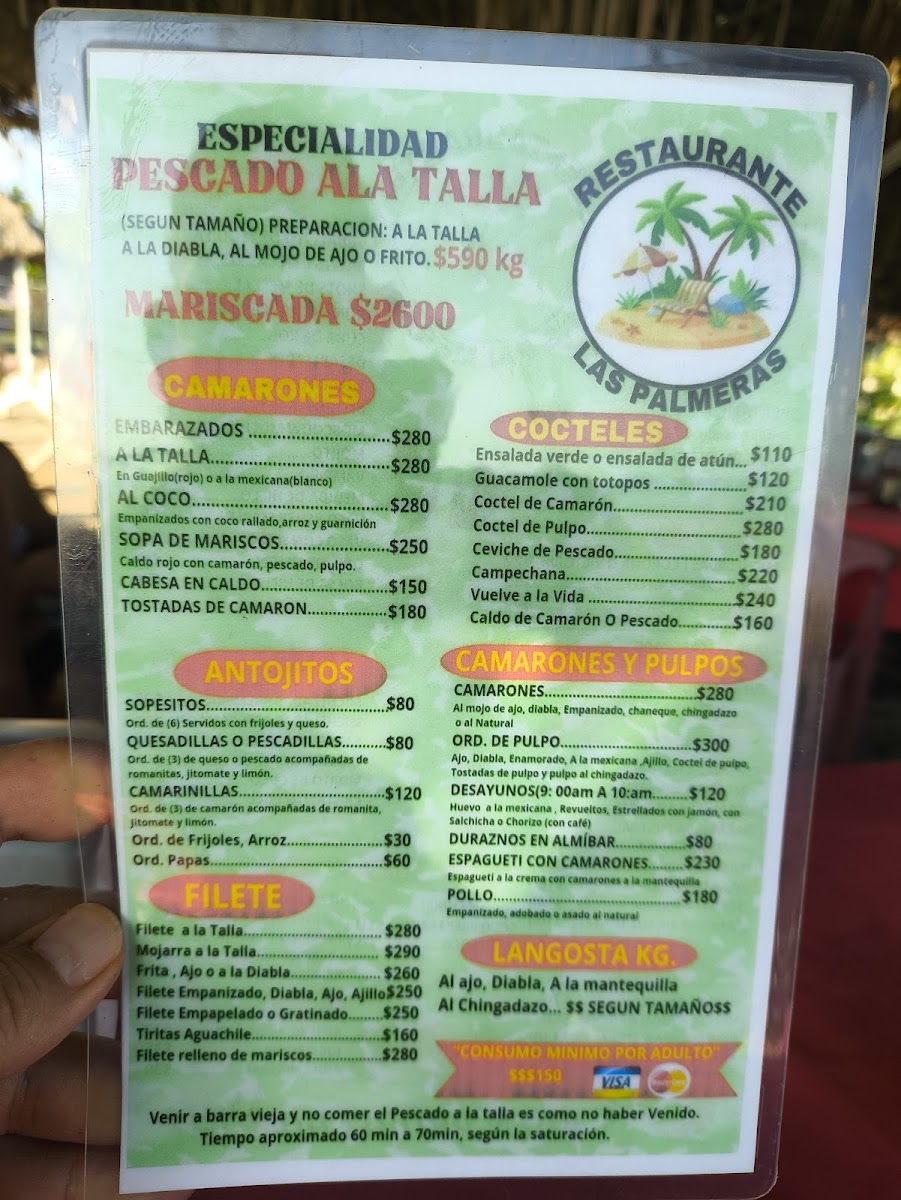 ESPECIALIDAD
PESCADO ALA TALLA
(SEGUN TAMAÑO) PREPARACION: A LA TALLA
A LA DIABLA, AL MOJO DE AJO O FRITO. $590 kg
MARISCADA $2600
RESTAURANTE
LAS PALMERAS
CAMARONES
EMBARAZADOS ...............................$280
A LA TALLA.......................................$280
En Guajillo(rojo) o a la mexicana(blanco)
AL COCO...........................................$280
Empanizados con coco rallado,arroz y guarnición
SOPA DE MARISCOS........................$250
Caldo rojo con camarón, pescado, pulpo.
CABESA EN CALDO...........................$150
TOSTADAS DE CAMARON.................$180
ANTOJITOS
SOPESITOS.......................................$80
Ord. de (6) Servidos con frijoles y queso.
QUESADILLAS O PESCADILLAS..........$80
Ord. de (3) de queso o pescado acompañadas de
romanitas, jitomate y limón.
CAMARINILLAS................................$120
Ord. de (3) de camarón acompañadas de romanita,
jitomate y limón.
Ord. de Frijoles, Arroz.....................$30
Ord. Papas.......................................$60
FILETE
Filete a la Talla.............................. $280
Mojarra a la Talla........................... $290
Frita , Ajo o a la Diabla.................... $260
Filete Empanizado, Diabla, Ajo, Ajillo$250
Filete Empapelado o Gratinado........$250
Tiritas Aguachile.............................$160
Filete relleno de mariscos...............$280
COCTELES
Ensalada verde o ensalada de atún... $110
Guacamole con totopos ....................$120
Coctel de Camarón............................$210
Coctel de Pulpo.................................$280
Ceviche de Pescado..........................$180
Campechana....................................$220
Vuelve a la Vida ...............................$240
Caldo de Camarón O Pescado............$160
CAMARONES Y PULPOS
CAMARONES...................................$280
Al mojo de ajo, diabla, Empanizado, chaneque, chingadazo
o al Natural
ORD. DE PULPO..............................$300
Ajo, Diabla, Enamorado, A la mexicana ,Ajillo, Coctel de pulpo,
Tostadas de pulpo y pulpo al chingadazo.
DESAYUNOS(9: 00am A 10:am.........$120
Huevo a la mexicana , Revueltos, Estrellados con jamón, con
Salchicha o Chorizo (con café)
DURAZNOS EN ALMÍBAR................$80
ESPAGUETI CON CAMARONES........$230
Espagueti a la crema con camarones a la mantequilla
POLLO............................................$180
Empanizado, adobado o asado al natural
LANGOSTA KG.
Al ajo, Diabla, A la mantequilla
Al Chingadazo... $$ SEGUN TAMAÑO$$
"CONSUMO MINIMO POR ADULTO"
$$$150
VISA
MasterCard
Venir a barra vieja y no comer el Pescado a la talla es como no haber Venido.
Tiempo aproximado 60 min a 70min, según la saturación.